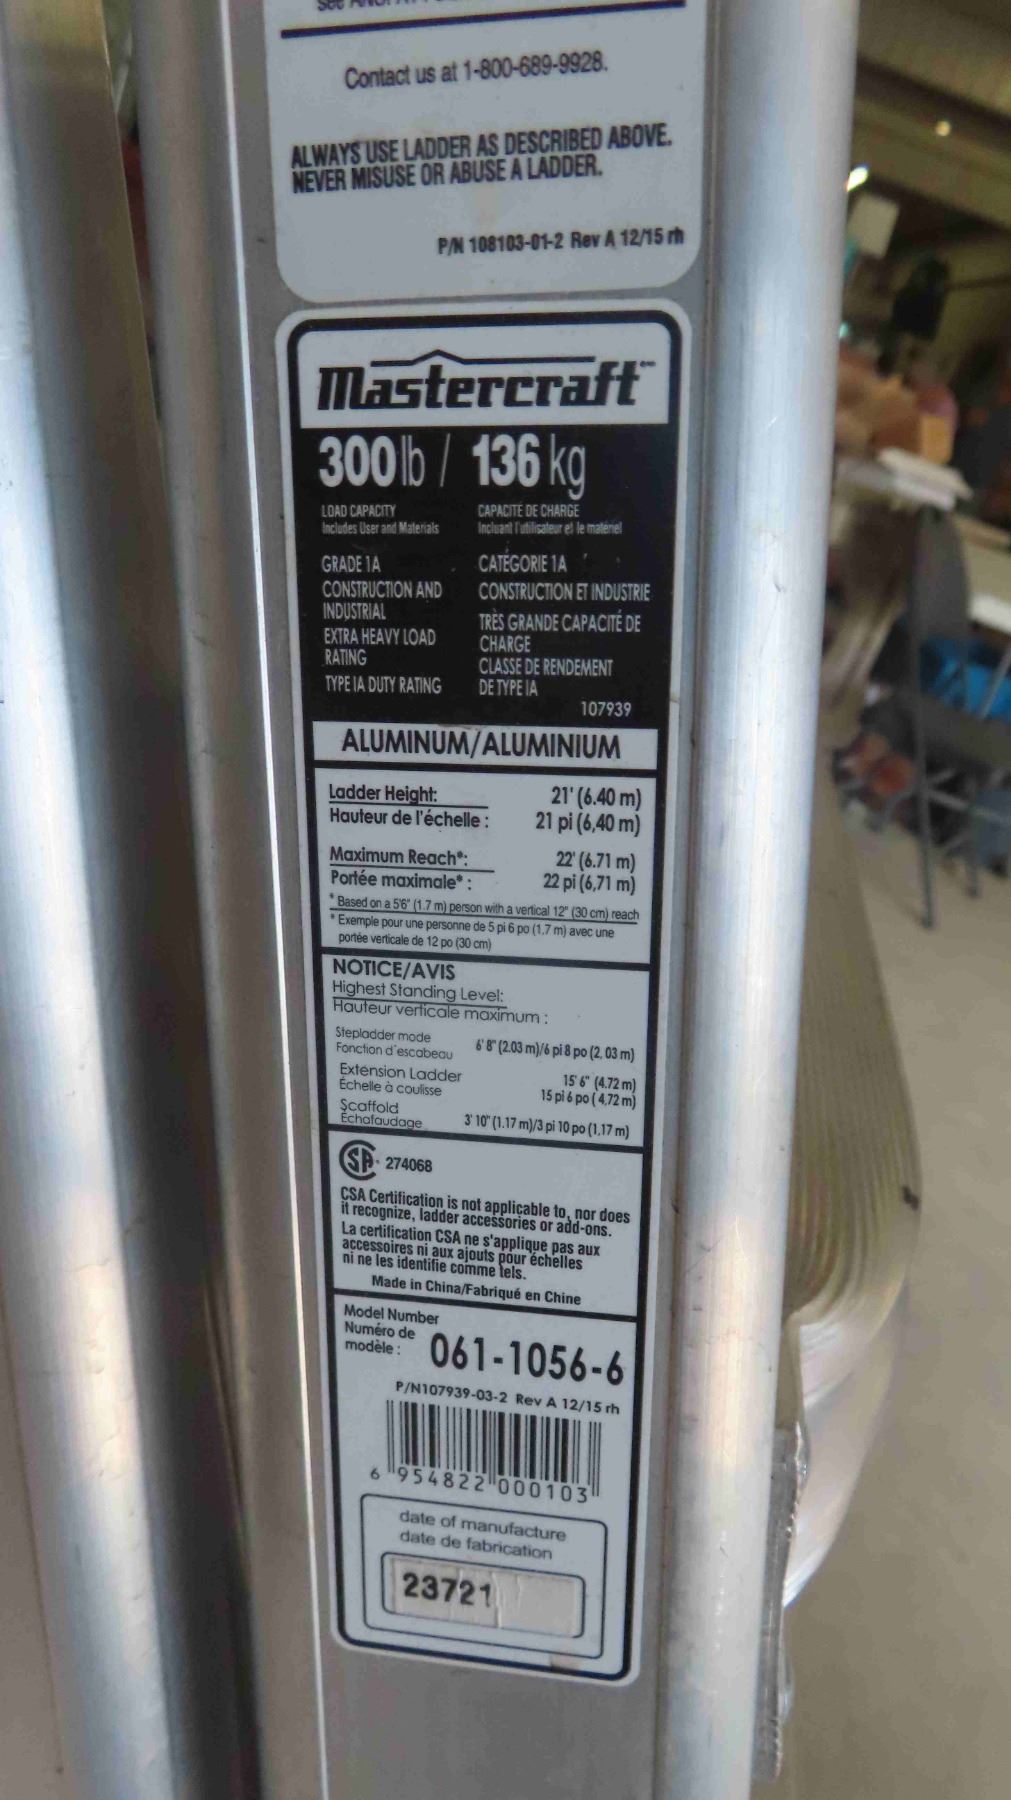 Contact us at 1-800-689-9928.
ALWAYS USE LADDER AS DESCRIBED ABOVE.
NEVER MISUSE OR ABUSE A LADDER.
P/N 108103-01-2 Rev A 12/15 rh
Mastercraft™
300 lb / 136 kg
LOAD CAPACITY
Includes User and Materials
CAPACITÉ DE CHARGE
Incluant l'utilisateur et le matériel
GRADE 1A
CONSTRUCTION AND
INDUSTRIAL
EXTRA HEAVY LOAD
RATING
TYPE IA DUTY RATING
CATÉGORIE 1A
CONSTRUCTION ET INDUSTRIE
TRÈS GRANDE CAPACITÉ DE
CHARGE
CLASSE DE RENDEMENT
DE TYPE IA
107939
ALUMINUM/ALUMINIUM
Ladder Height: 21' (6.40 m)
Hauteur de l'échelle : 21 pi (6,40 m)
Maximum Reach*: 22' (6.71 m)
Portée maximale* : 22 pi (6,71 m)
* Based on a 5'6" (1.7 m) person with a vertical 12" (30 cm) reach
* Exemple pour une personne de 5 pi 6 po (1,7 m) avec une
portée verticale de 12 po (30 cm)
NOTICE/AVIS
Highest Standing Level:
Hauteur verticale maximum :
Stepladder mode
Fonction d'escabeau 6' 8" (2.03 m)/6 pi 8 po (2, 03 m)
Extension Ladder 15' 6" (4.72 m)
Échelle à coulisse 15 pi 6 po ( 4,72 m)
Scaffold
Échafaudage 3' 10" (1.17 m)/3 pi 10 po (1,17 m)
SA 274068
CSA Certification is not applicable to, nor does
it recognize, ladder accessories or add-ons.
La certification CSA ne s'applique pas aux
accessoires ni aux ajouts pour échelles
ni ne les identifie comme tels.
Made in China/Fabriqué en Chine
Model Number
Numéro de
modèle : 061-1056-6
P/N107939-03-2 Rev A 12/15 rh
6 954822 000103
date of manufacture
date de fabrication
23721